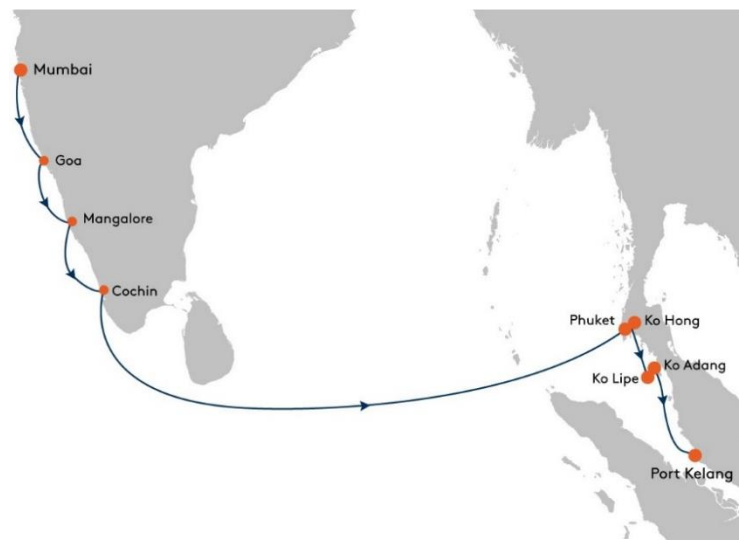 Mumbai
Goa
Mangalore
Cochin
Phuket
Ko Hong
Ko Adang
Ko Lipe
Port Kelang